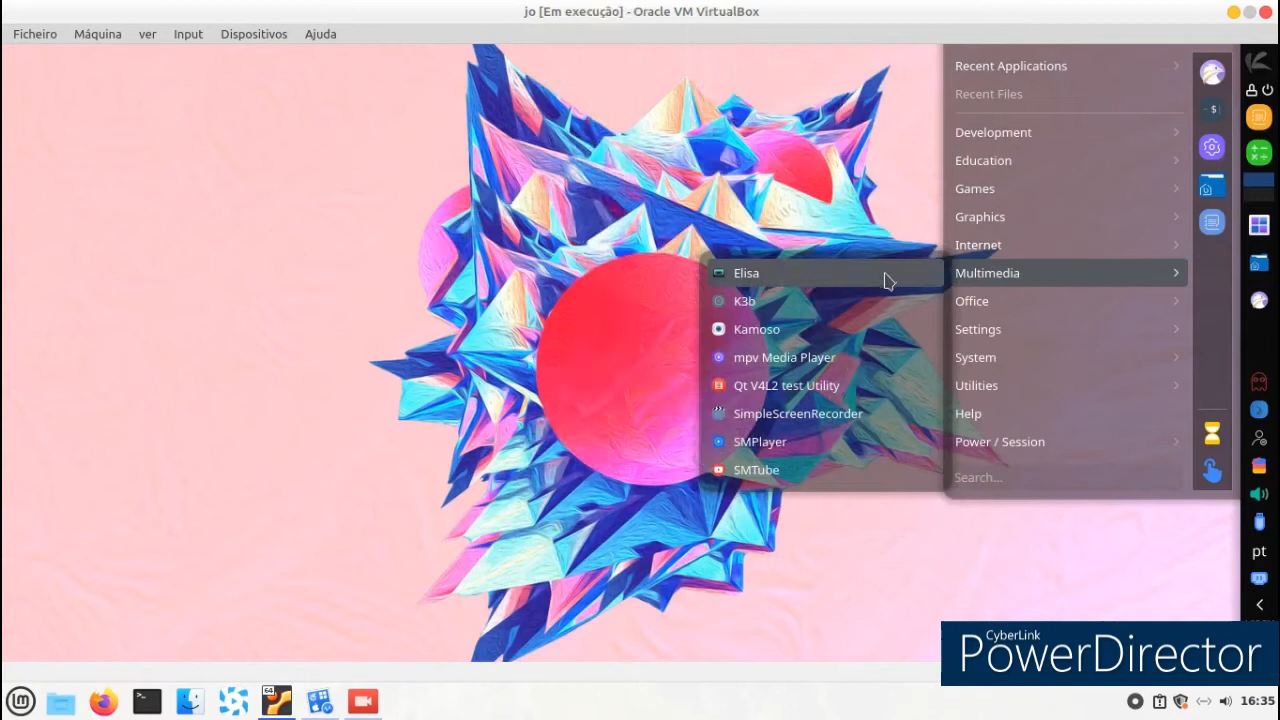 jo [Em execução] - Oracle VM VirtualBox
Ficheiro Máquina ver Input Dispositivos Ajuda
Recent Applications
Recent Files
Development
Education
Games
Graphics
Internet
Multimedia
Office
Settings
System
Utilities
Help
Power / Session
Search...
Elisa
K3b
Kamoso
mpv Media Player
Qt V4L2 test Utility
SimpleScreenRecorder
SMPlayer
SMTube
$
pt
CyberLink
PowerDirector
64
16:35